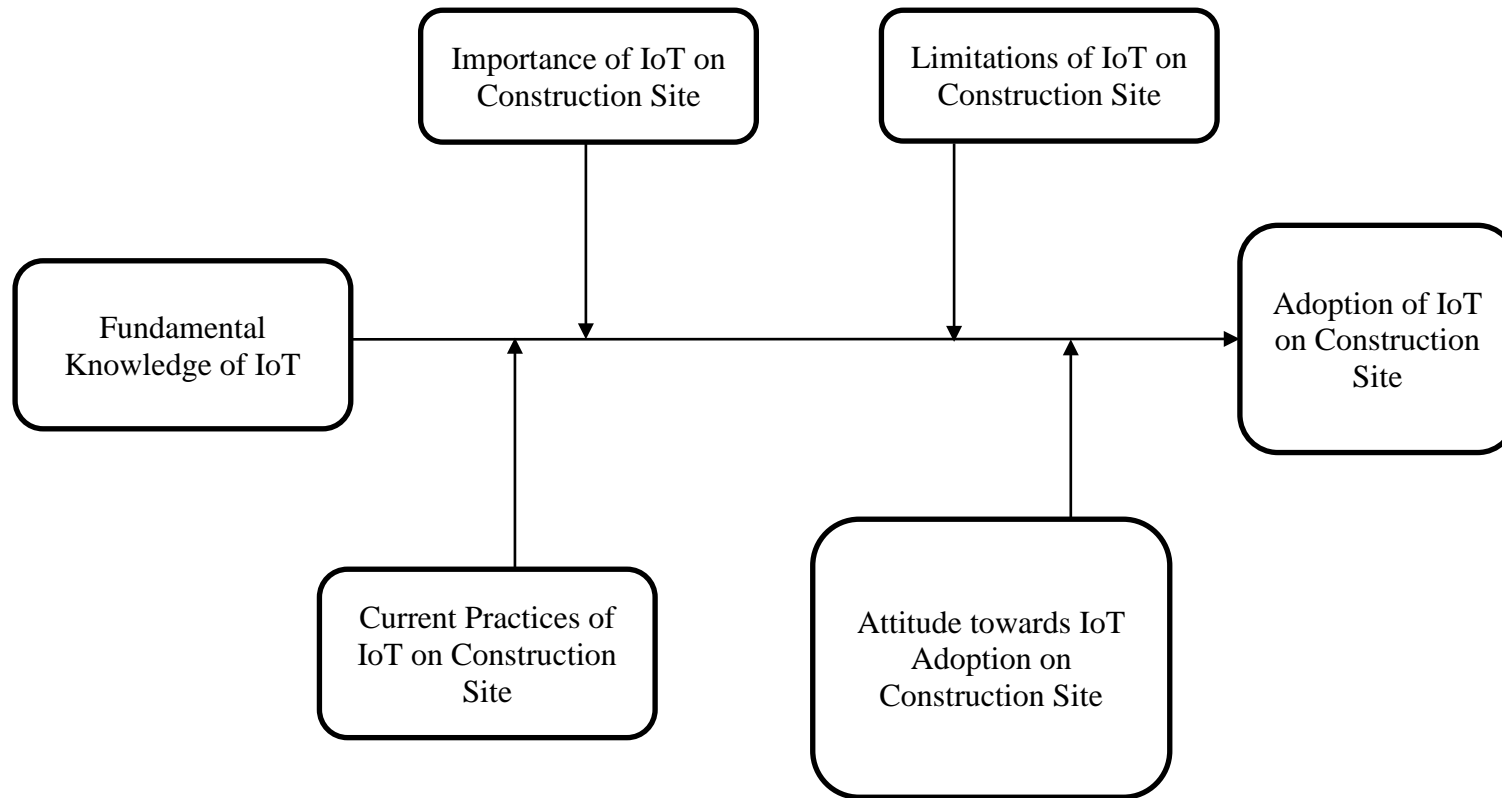 Importance of IoT on
Construction Site
Limitations of IoT on
Construction Site
Fundamental
Knowledge of IoT
Adoption of IoT
on Construction
Site
Current Practices of
IoT on Construction
Site
Attitude towards IoT
Adoption on
Construction Site